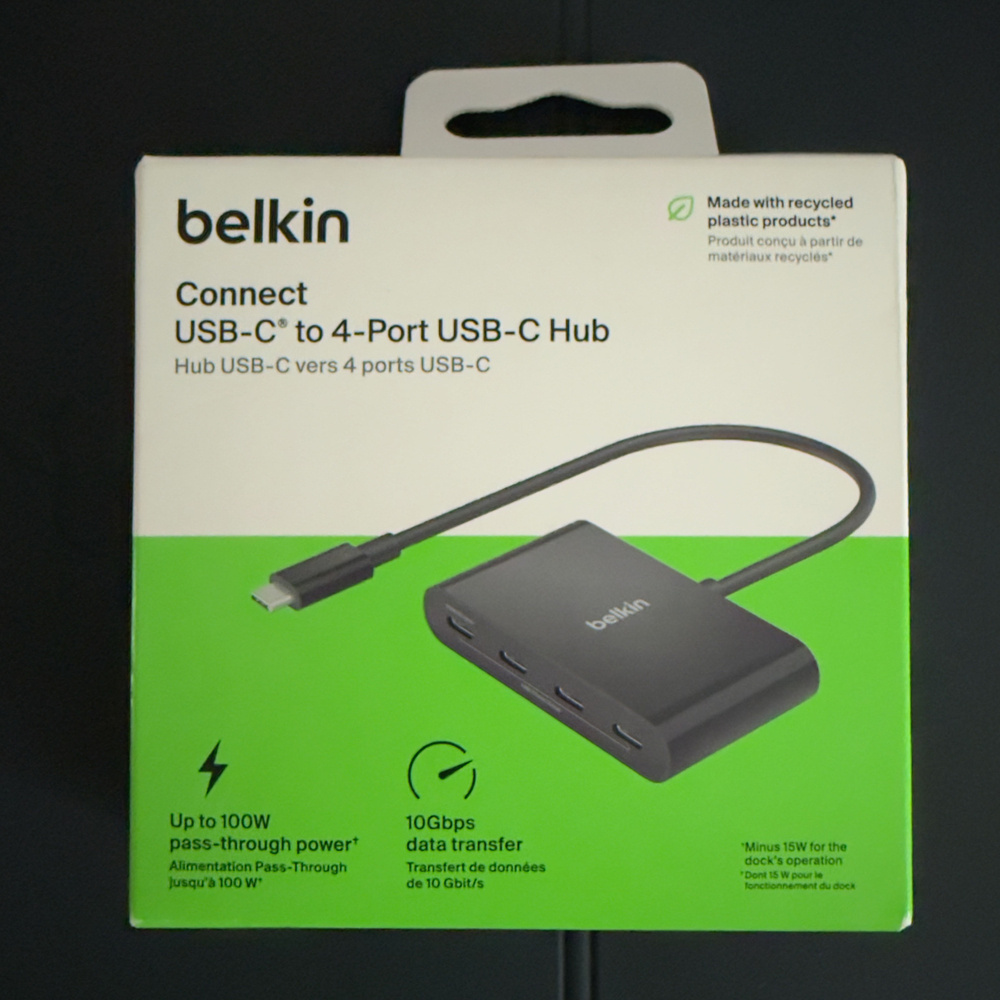 belkin
Made with recycled
plastic products*
Produit conçu à partir de
matériaux recyclés*
Connect
USB-C® to 4-Port USB-C Hub
Hub USB-C vers 4 ports USB-C
belkin
Up to 100W
pass-through power†
Alimentation Pass-Through
jusqu'à 100 W†
10Gbps
data transfer
Transfert de données
de 10 Gbit/s
†Minus 15W for the
dock's operation
†Dont 15 W pour le
fonctionnement du dock